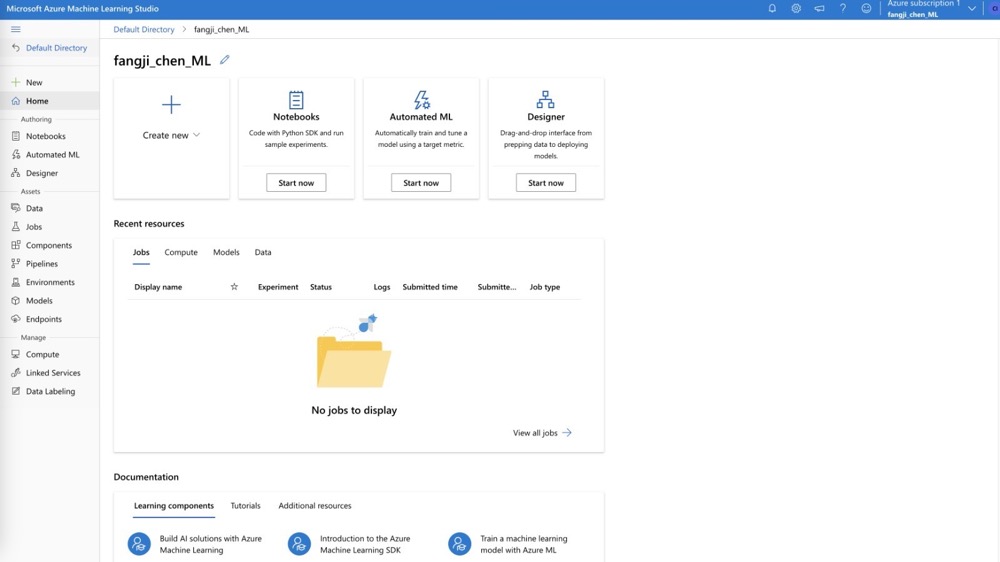 Microsoft Azure Machine Learning Studio
Azure subscription 1
fangji_chen_ML
Default Directory
Default Directory > fangji_chen_ML
fangji_chen_ML
New
Home
Authoring
Notebooks
Automated ML
Designer
Assets
Data
Jobs
Components
Pipelines
Environments
Models
Endpoints
Manage
Compute
Linked Services
Data Labeling
Create new
Notebooks
Code with Python SDK and run
sample experiments.
Start now
Automated ML
Automatically train and tune a
model using a target metric.
Start now
Designer
Drag-and-drop interface from
prepping data to deploying
models.
Start now
Recent resources
Jobs Compute Models Data
Display name Experiment Status Logs Submitted time Submitte... Job type
No jobs to display
View all jobs
Documentation
Learning components Tutorials Additional resources
Build AI solutions with Azure
Machine Learning
Introduction to the Azure
Machine Learning SDK
Train a machine learning
model with Azure ML